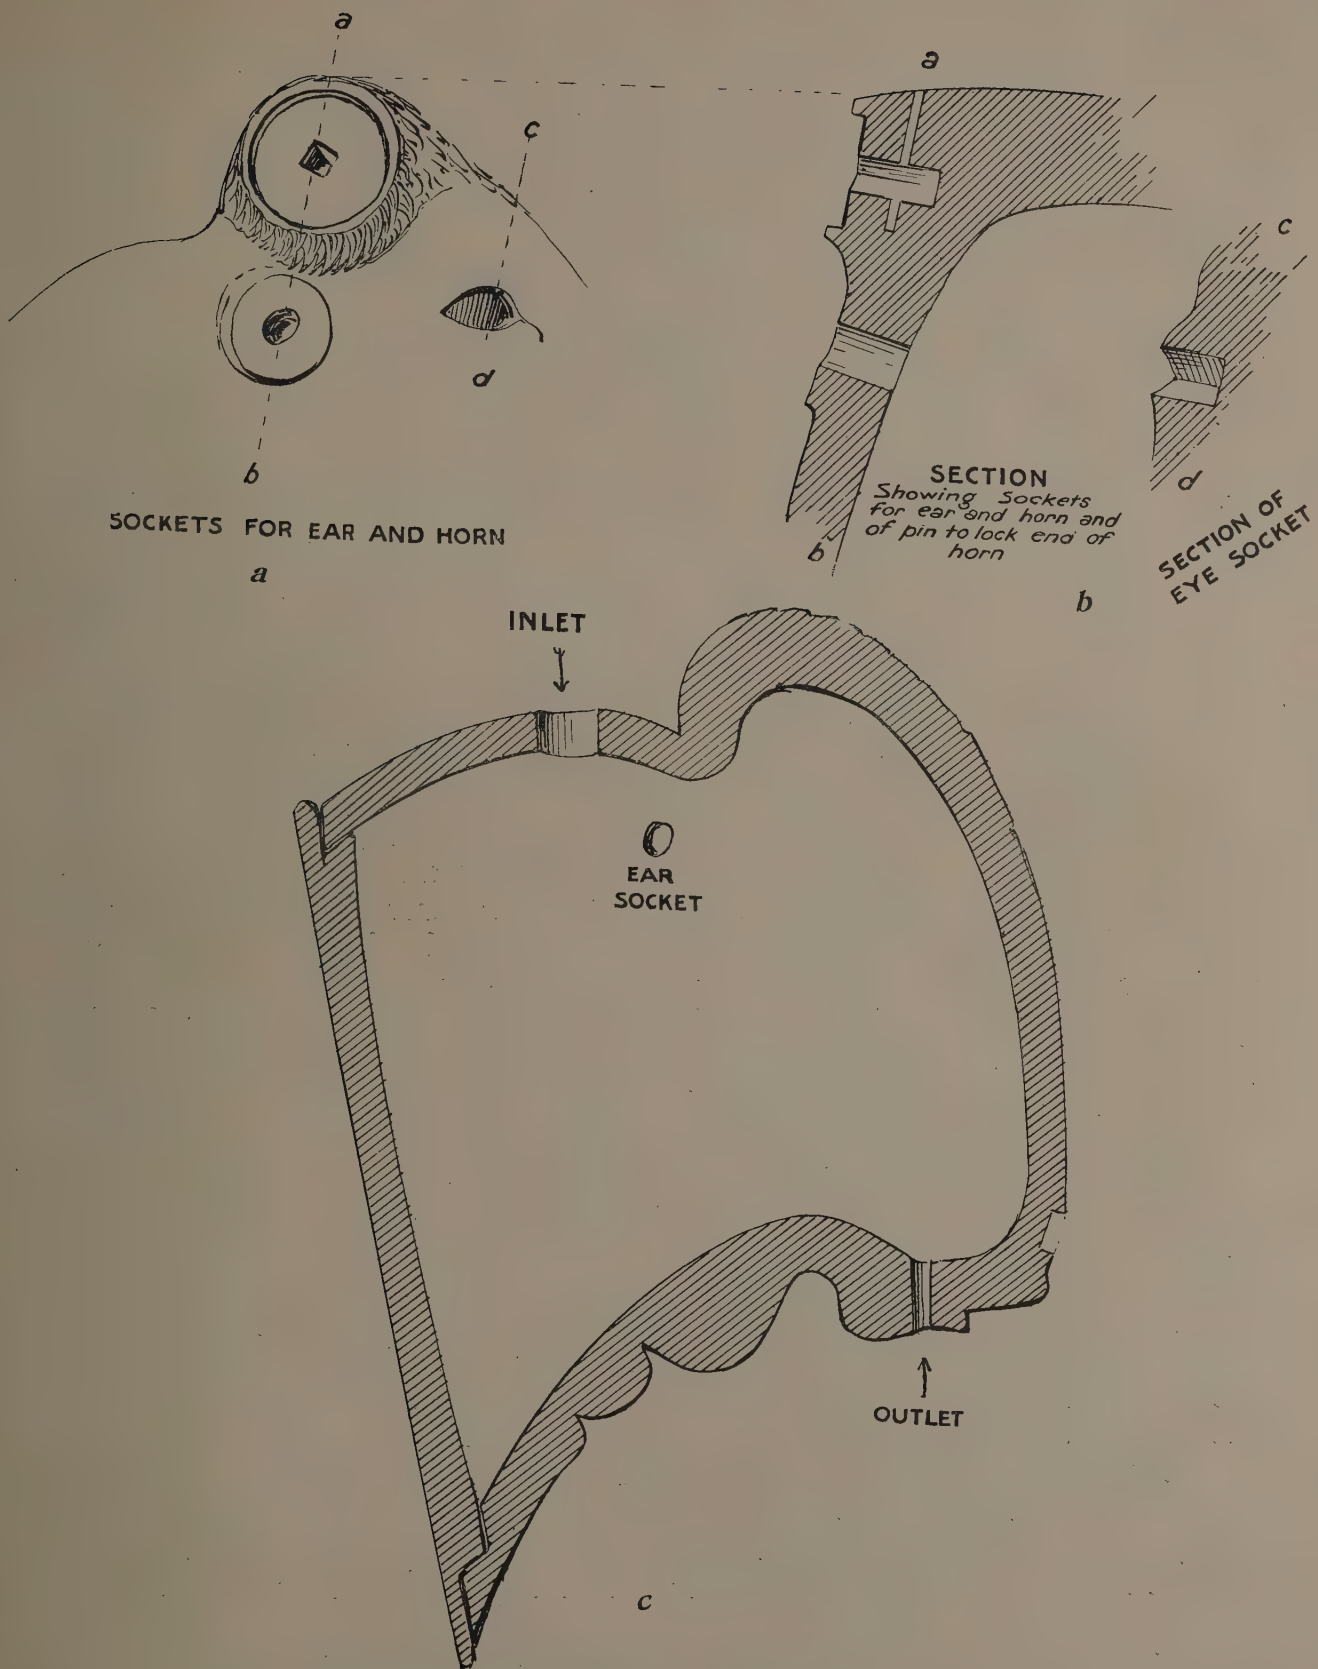 a
c
d
b
SOCKETS FOR EAR AND HORN
a
a
b
SECTION
Showing Sockets
for ear and horn and
of pin to lock end of
horn
c
d
SECTION OF
EYE SOCKET
b
INLET
EAR
SOCKET
OUTLET
c